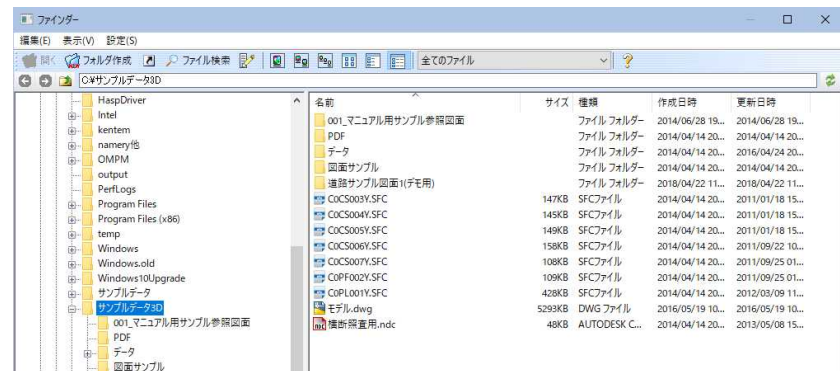 ファインダー
編集(E) 表示(V) 設定(S)
開く フォルダ作成 ファイル検索 全てのファイル
C:¥サンプルデータ3D
HaspDriver
Intel
kentem
namery他
OMPM
output
PerfLogs
Program Files
Program Files (x86)
temp
Windows
Windows.old
Windows10Upgrade
サンプルデータ
サンプルデータ3D
001_マニュアル用サンプル参照図面
PDF
データ
図面サンプル
名前 サイズ 種類 作成日時 更新日時
001_マニュアル用サンプル参照図面 ファイル フォルダー 2014/06/28 19... 2014/06/28 19...
PDF ファイル フォルダー 2014/04/14 20... 2014/04/14 20...
データ ファイル フォルダー 2014/04/14 20... 2016/04/24 20...
図面サンプル ファイル フォルダー 2014/04/14 20... 2014/04/14 20...
道路サンプル図面1(デモ用) ファイル フォルダー 2018/04/22 11... 2018/04/22 11...
C0CS003Y.SFC 147KB SFCファイル 2014/04/14 20... 2011/01/18 15...
C0CS004Y.SFC 145KB SFCファイル 2014/04/14 20... 2011/01/18 15...
C0CS005Y.SFC 149KB SFCファイル 2014/04/14 20... 2011/01/18 15...
C0CS006Y.SFC 158KB SFCファイル 2014/04/14 20... 2011/09/22 10...
C0CS007Y.SFC 108KB SFCファイル 2014/04/14 20... 2011/09/25 01...
C0PF002Y.SFC 109KB SFCファイル 2014/04/14 20... 2011/09/25 01...
C0PL001Y.SFC 428KB SFCファイル 2014/04/14 20... 2012/03/09 11...
モデル.dwg 5293KB DWG ファイル 2016/05/19 10... 2016/05/19 10...
横断照査用.ndc 48KB AUTODESK C... 2014/04/14 20... 2013/05/08 15...